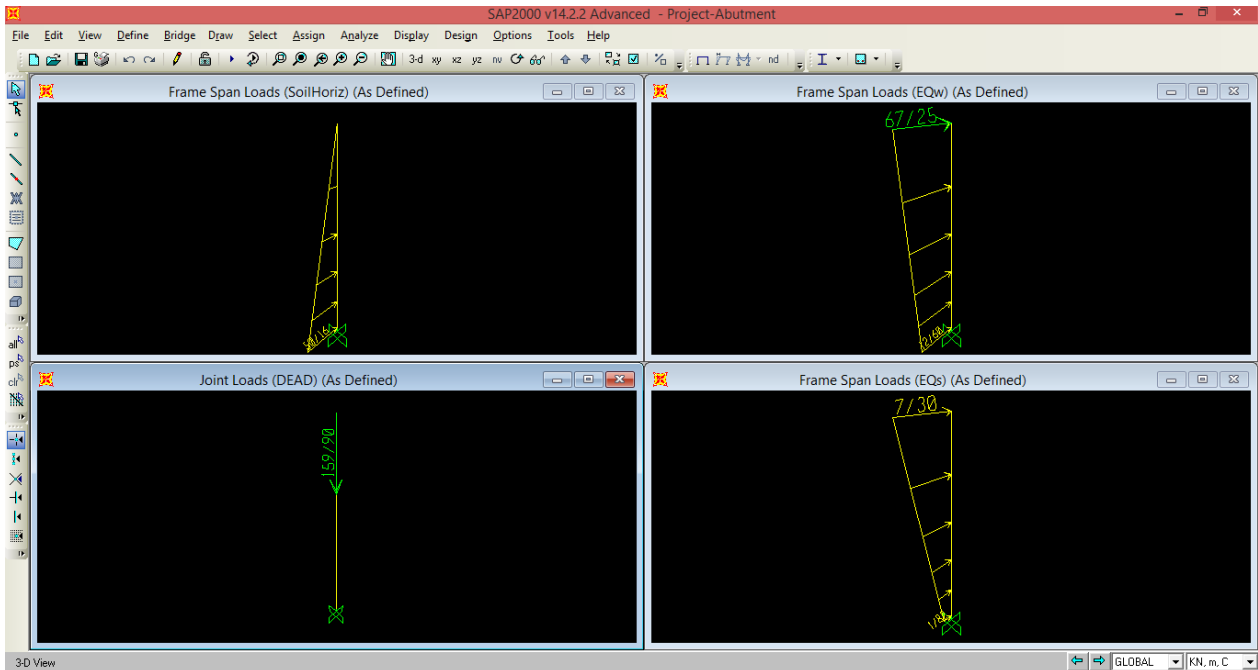 SAP2000 v14.2.2 Advanced - Project-Abutment
File Edit View Define Bridge Draw Select Assign Analyze Display Design Options Tools Help
3-d xy xz yz nv nd
all
ps
clr
Frame Span Loads (SoilHoriz) (As Defined)
Frame Span Loads (EQw) (As Defined)
67/25
Joint Loads (DEAD) (As Defined)
159/90
Frame Span Loads (EQs) (As Defined)
7/30
3-D View
GLOBAL
KN, m, C